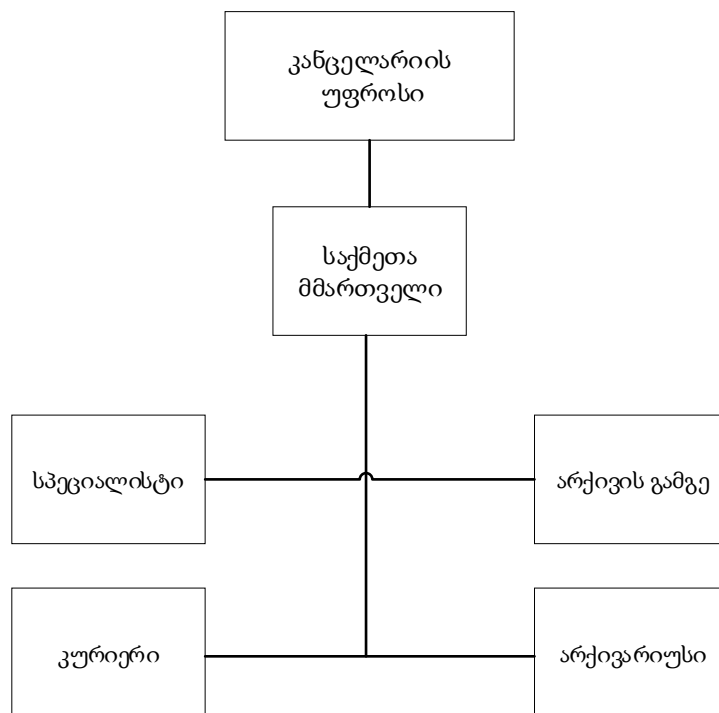 კანცელარიის
უფროსი
საქმეთა
მმართველი
სპეციალისტი
არქივის გამგე
კურიერი
არქივარიუსი